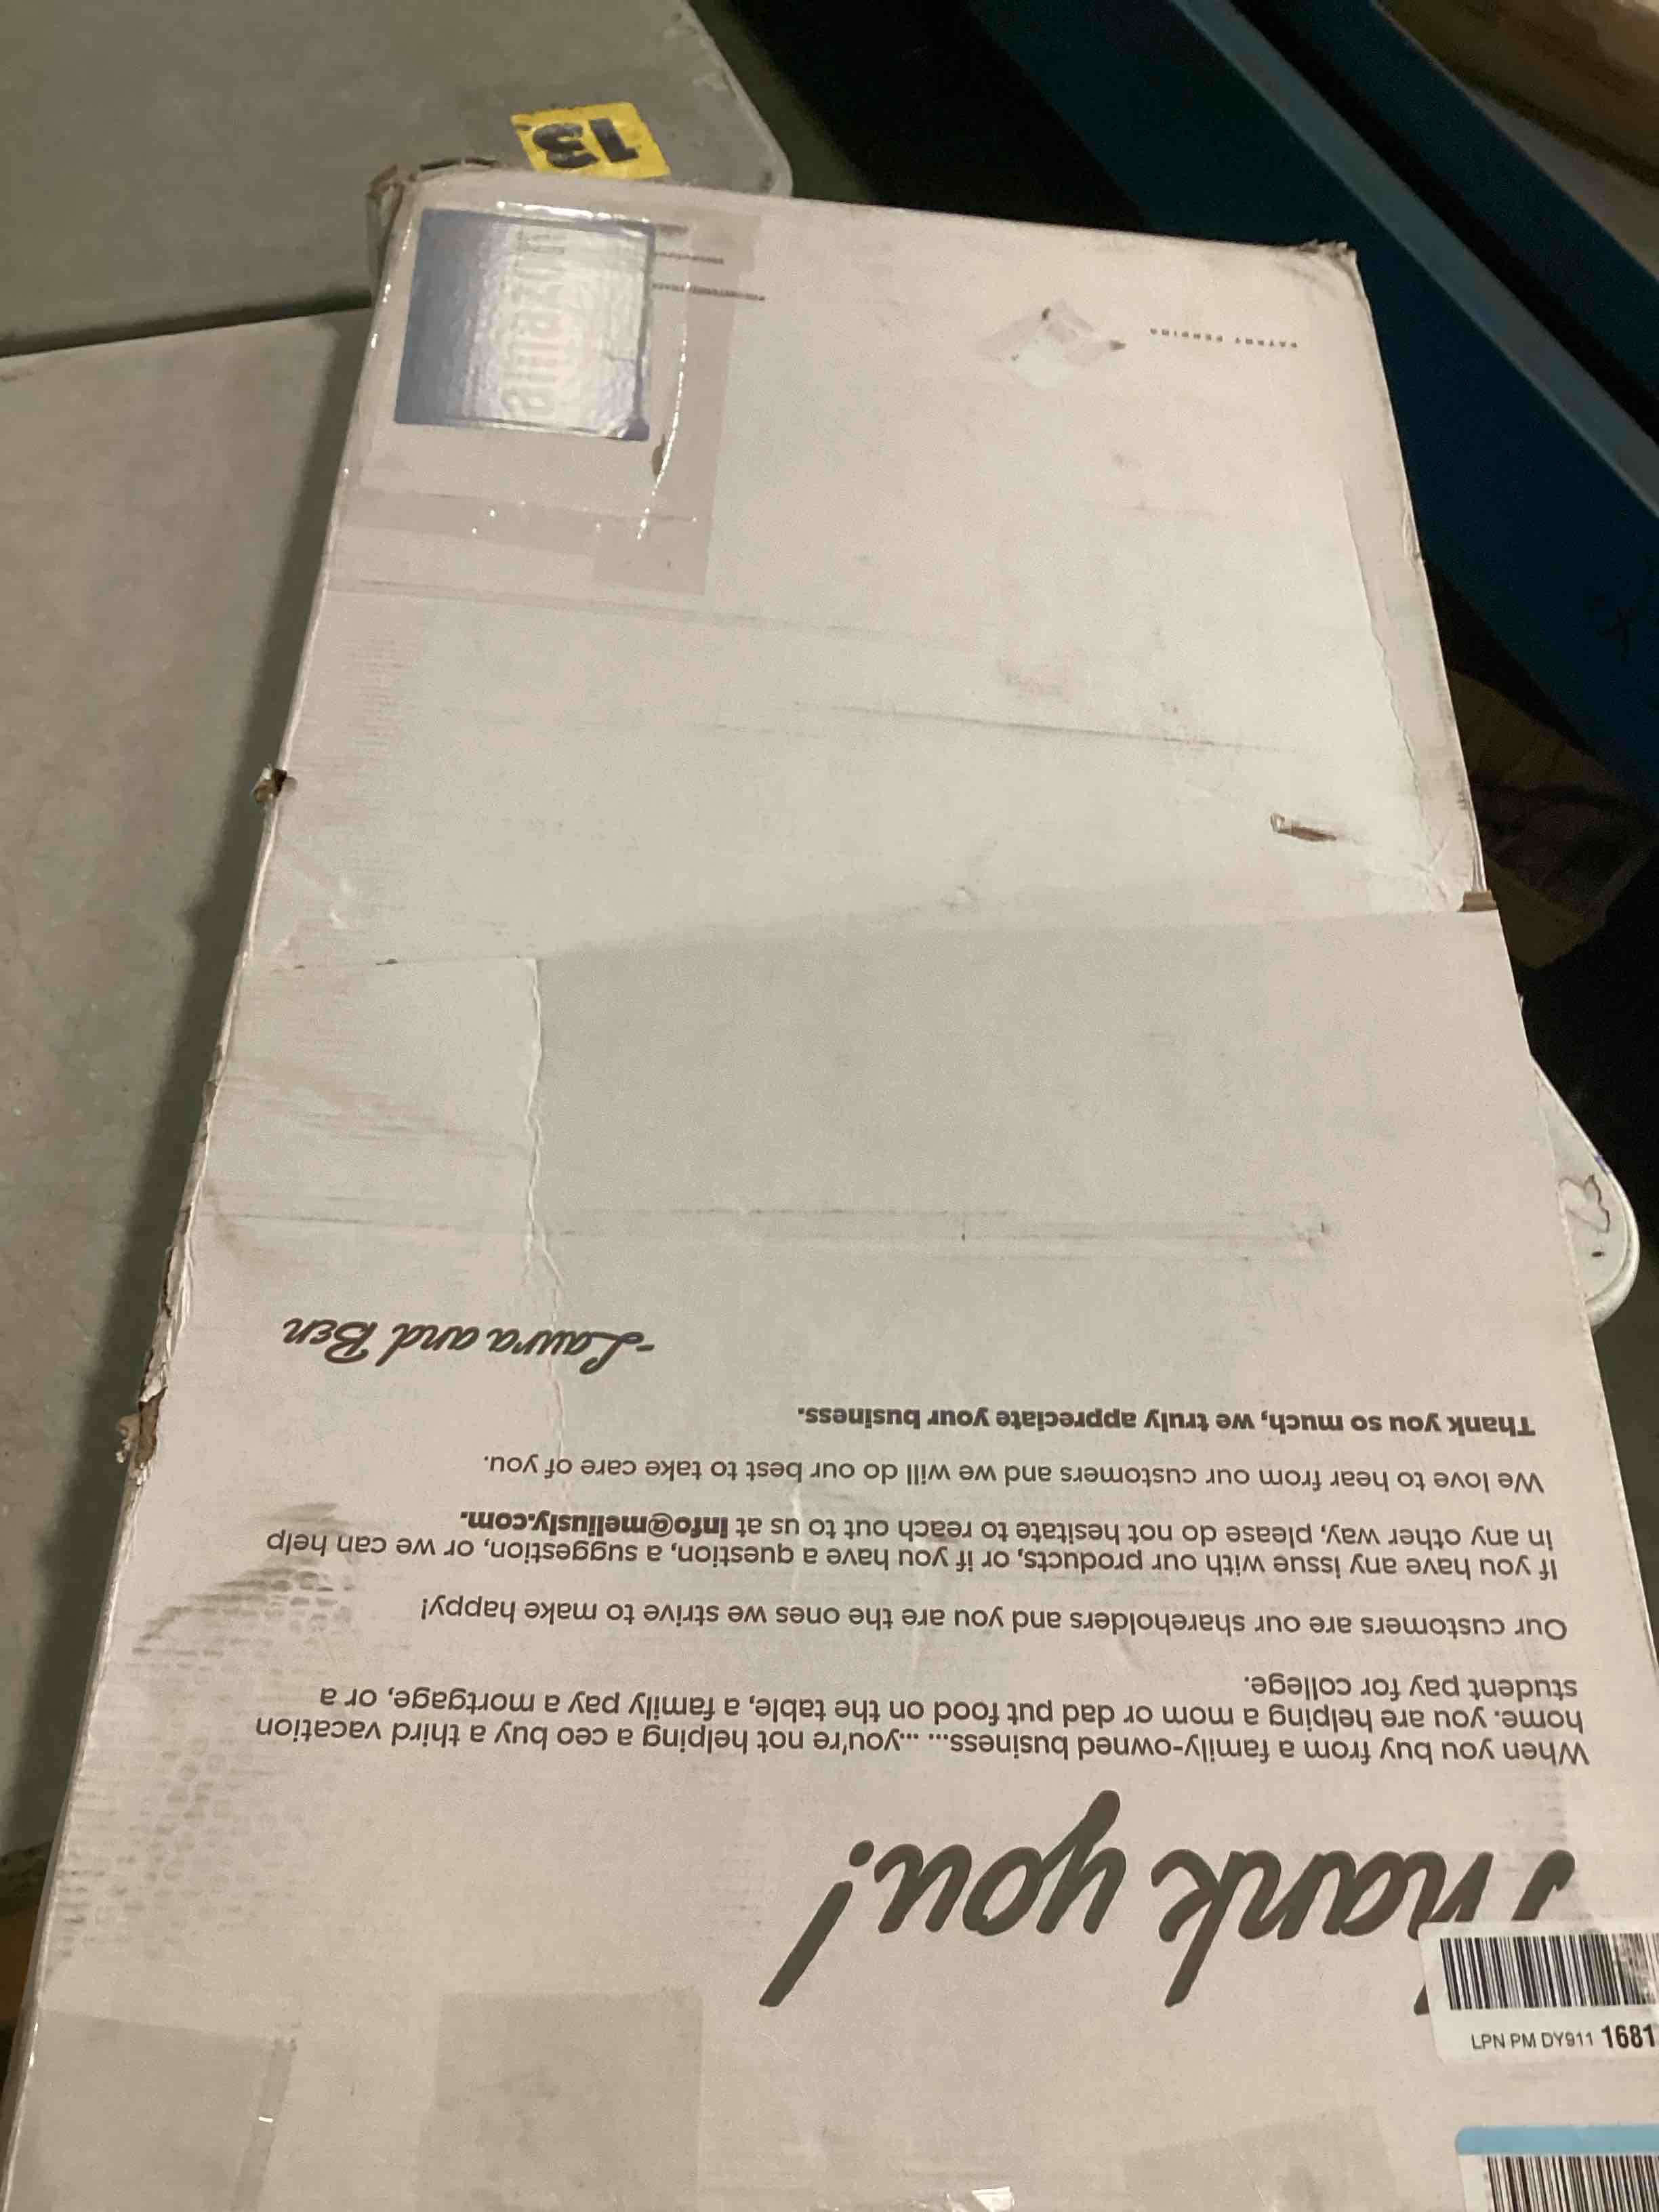 Thank you!
When you buy from a family-owned business... ...you're not helping a ceo buy a third vacation
home. you are helping a mom or dad put food on the table, a family pay a mortgage, or a
student pay for college.
Our customers are our shareholders and you are the ones we strive to make happy!
If you have any issue with our products, or if you have a question, a suggestion, or we can help
in any other way, please do not hesitate to reach out to us at Info@meliusly.com.
We love to hear from our customers and we will do our best to take care of you.
Thank you so much, we truly appreciate your business.
-Laura and Ben
PATENT PENDING
amazon
13
LPN PM DY911 1681